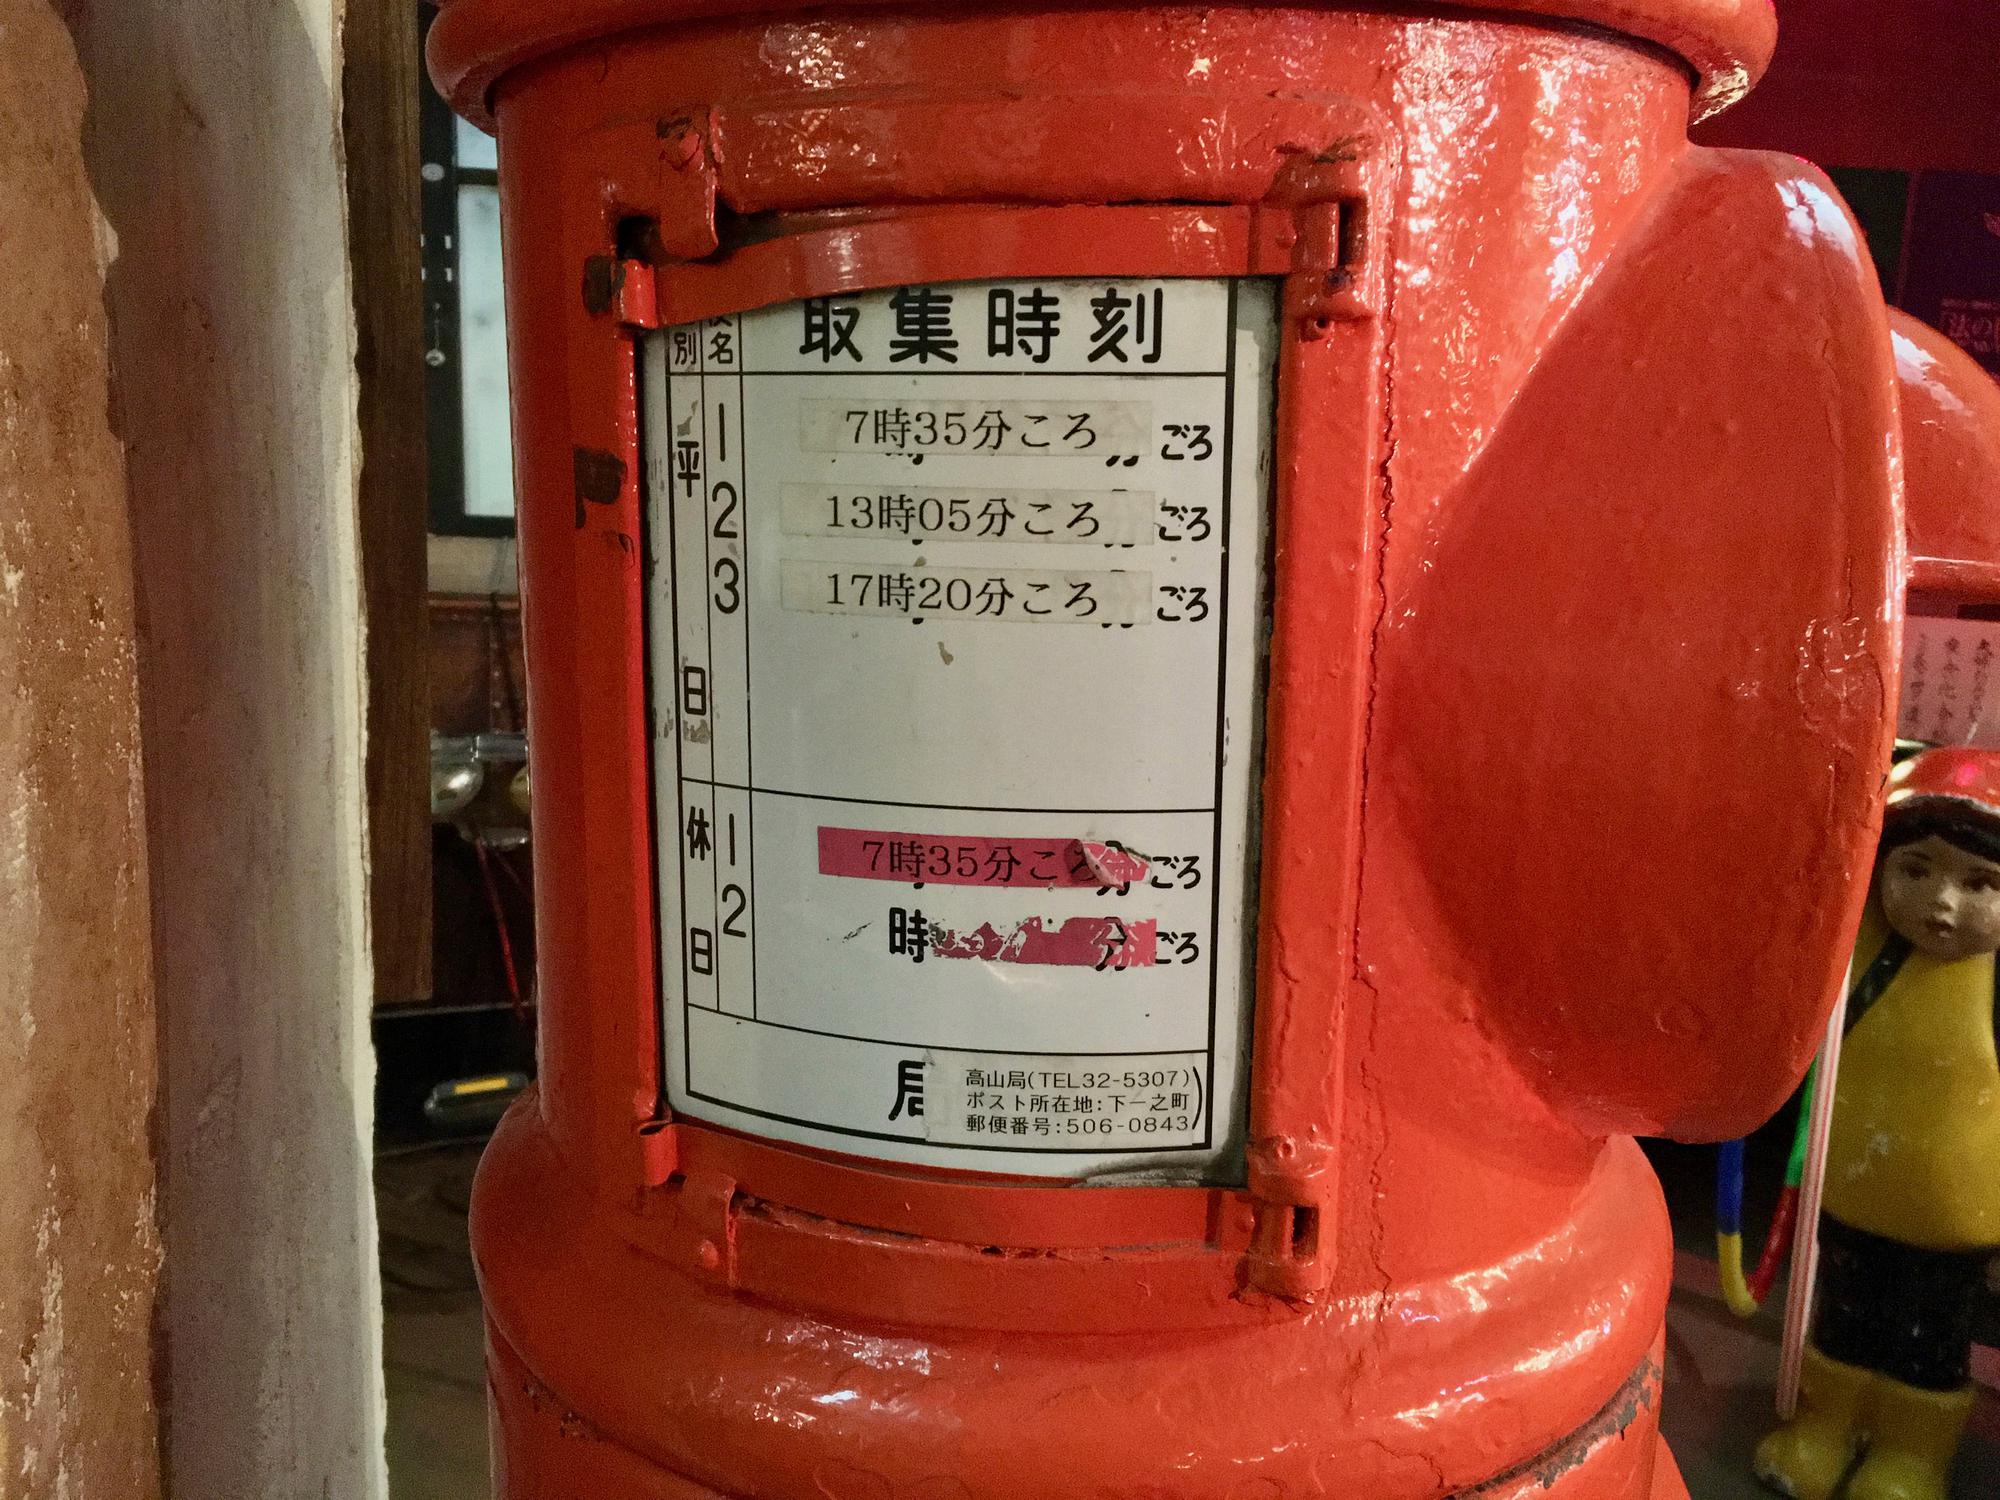 別 名 取集時刻
平日
1 7時35分ころ ごろ
2 13時05分ころ ごろ
3 17時20分ころ ごろ
休日
1 7時35分ころ 分 ごろ
2 時 分 ごろ
局
高山局(TEL32-5307)
ポスト所在地:下一之町
郵便番号:506-0843